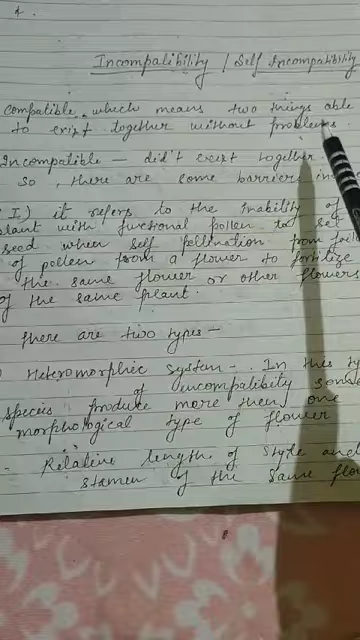 Incompatibility / Self Incompatibility
compatible which means two things able
to exist together without problems.
Incompatible — didn't exist together
So, there are some barriers in
I) it refers to the inability of
plant with functional pollen to set
seed when self pollination from
of pollen from a flower to fertilize
the same flower or other flowers
of the same plant.
There are two types —
Heteromorphic System - In this
of incompatibility
species produce more then one
morphological type of flower
Relative length of Style and
stamen of the same